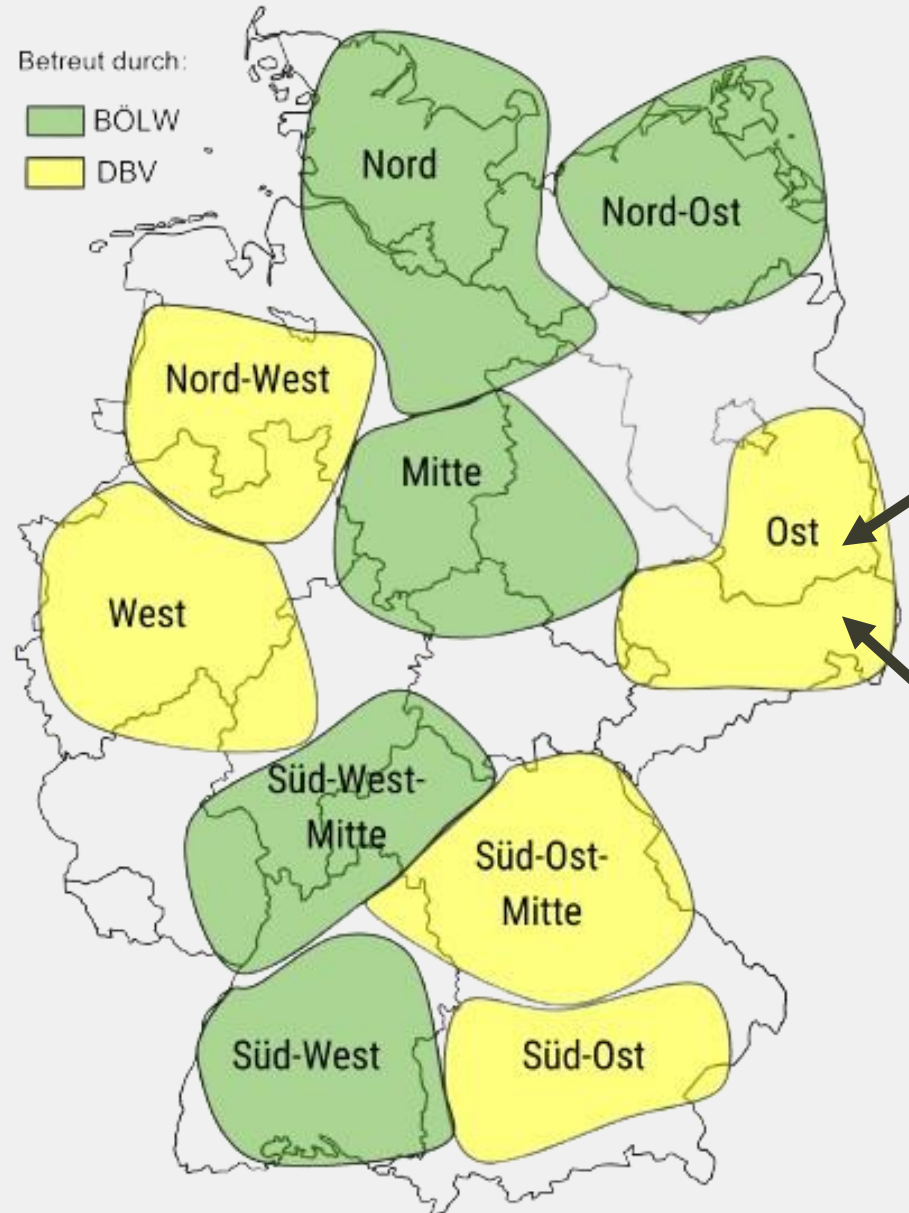 Betreut durch:
BÖLW
DBV
Nord
Nord-Ost
Nord-West
Mitte
Ost
West
Süd-West-
Mitte
Süd-Ost-
Mitte
Süd-West
Süd-Ost